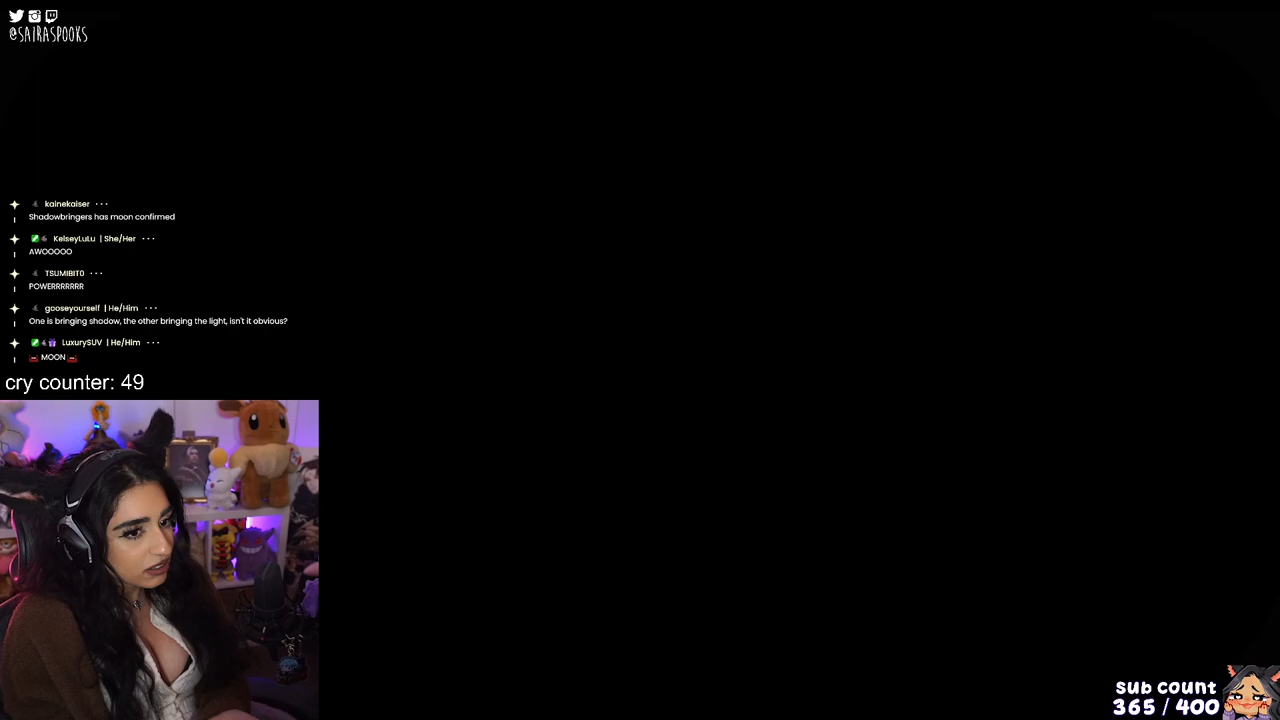 @SAIRASPOOKS
kainekaiser
Shadowbringers has moon confirmed
KelseyLuLu | She/Her
AWOOOOO
TSUMIBIT0
POWERRRRRRR
gooseyourself | He/Him
One is bringing shadow, the other bringing the light, isn't it obvious?
LuxurySUV | He/Him
MOON
cry counter: 49
sub count
365 / 400